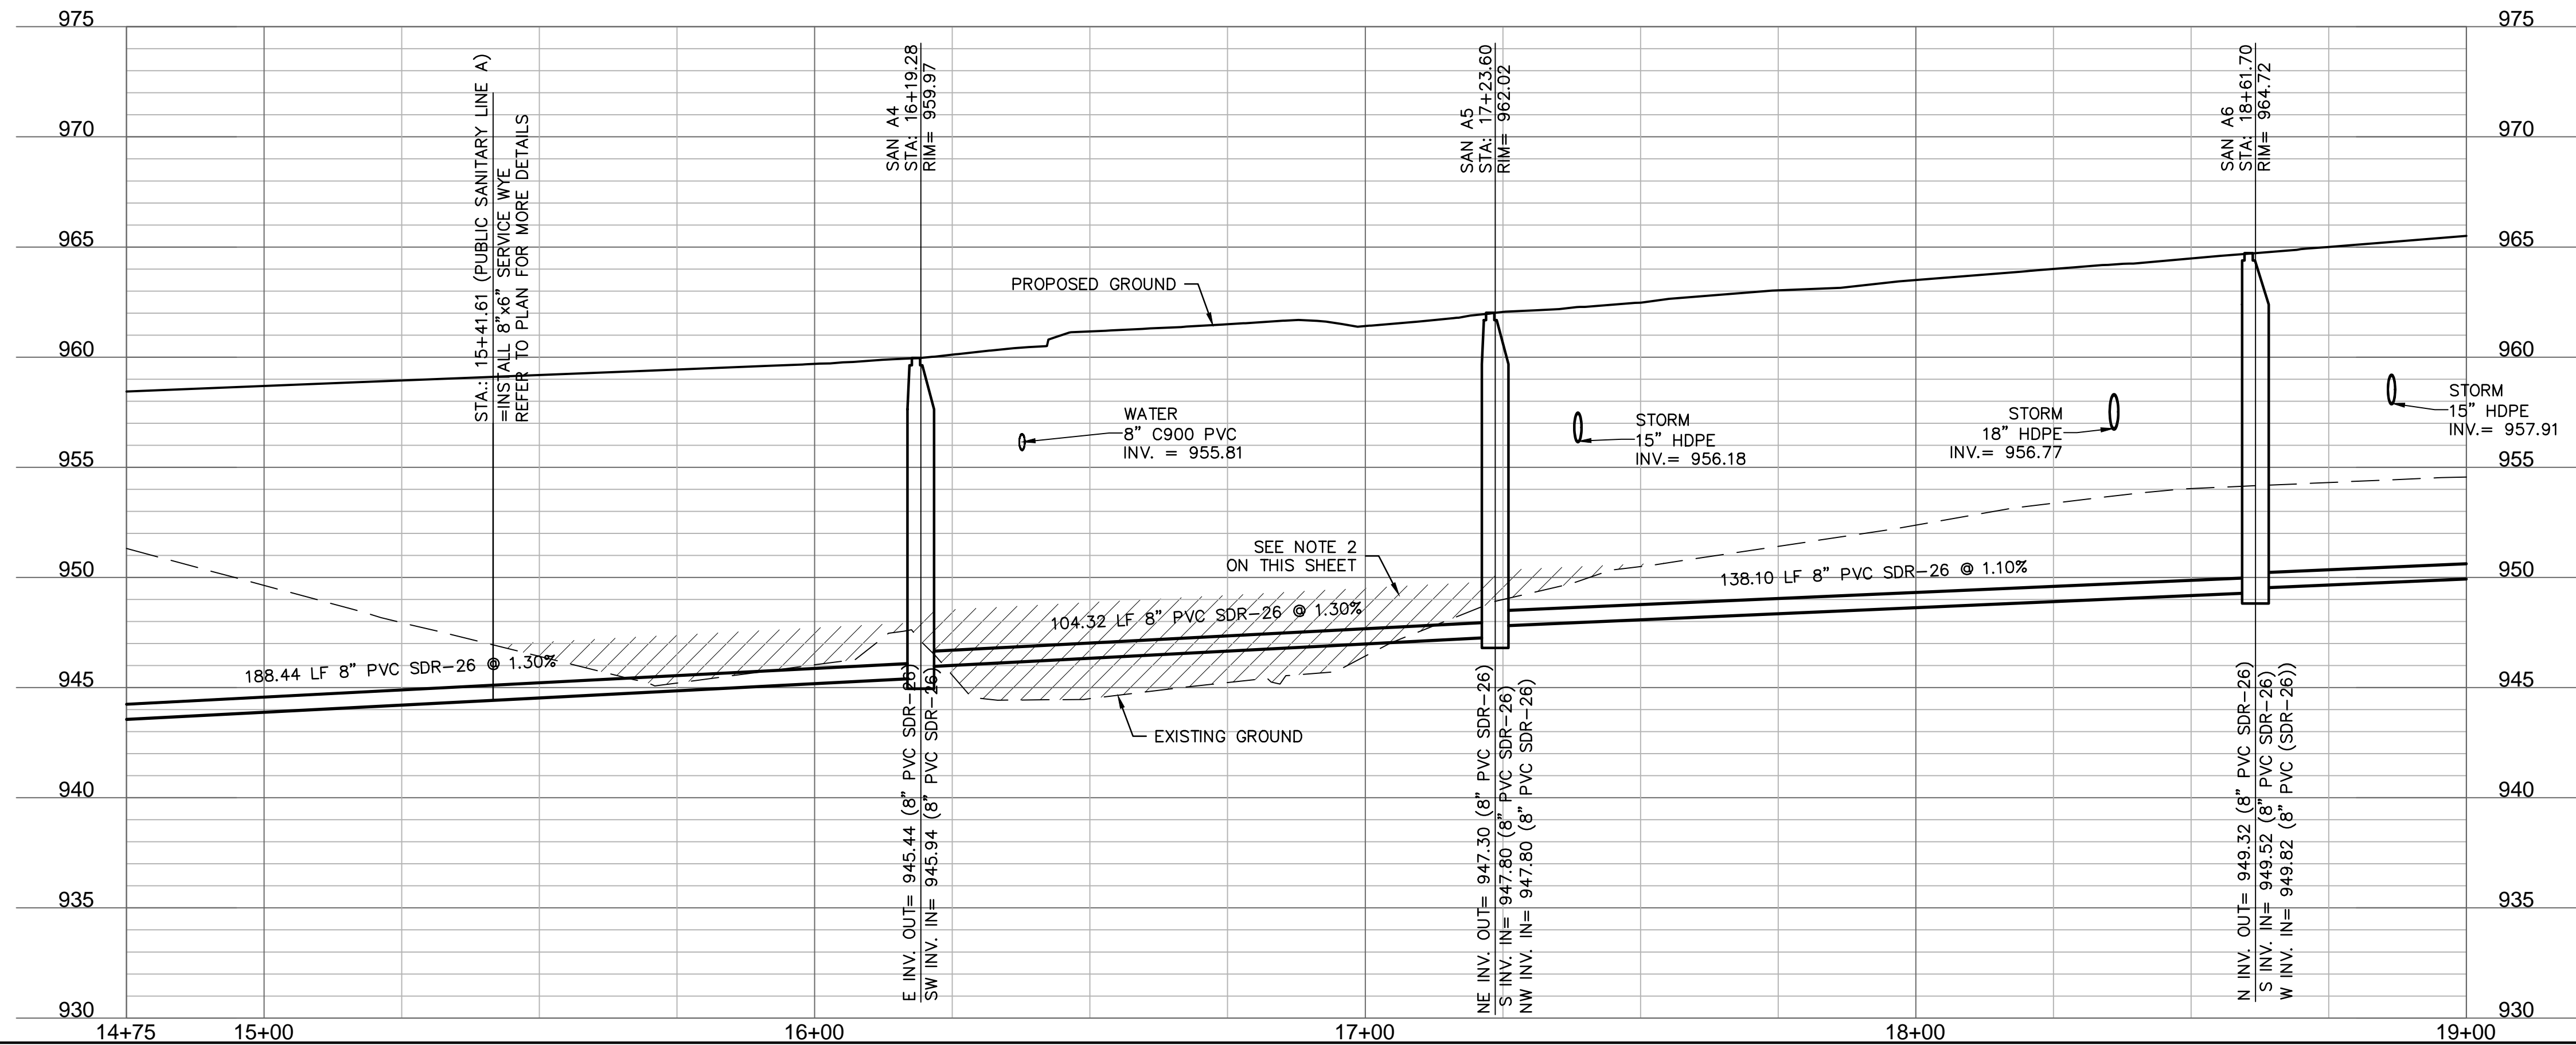 975
970
965
960
955
950
945
940
935
930
975
970
965
960
955
950
945
940
935
930
14+75
15+00
16+00
17+00
18+00
19+00
STA.: 15+41.61 (PUBLIC SANITARY LINE A)
=INSTALL 8"x6" SERVICE WYE
REFER TO PLAN FOR MORE DETAILS
SAN A4
STA: 16+19.28
RIM= 959.97
SAN A5
STA: 17+23.60
RIM= 962.02
SAN A6
STA: 18+61.70
RIM= 964.72
PROPOSED GROUND
WATER
8" C900 PVC
INV. = 955.81
STORM
15" HDPE
INV.= 956.18
STORM
18" HDPE
INV.= 956.77
STORM
15" HDPE
INV.= 957.91
SEE NOTE 2
ON THIS SHEET
188.44 LF 8" PVC SDR-26 @ 1.30%
104.32 LF 8" PVC SDR-26 @ 1.30%
138.10 LF 8" PVC SDR-26 @ 1.10%
EXISTING GROUND
E INV. OUT= 945.44 (8" PVC SDR-26)
SW INV. IN= 945.94 (8" PVC SDR-26)
NE INV. OUT= 947.30 (8" PVC SDR-26)
S INV. IN= 947.80 (8" PVC SDR-26)
NW INV. IN= 947.80 (8" PVC SDR-26)
N INV. OUT= 949.32 (8" PVC SDR-26)
S INV. IN= 949.52 (8" PVC SDR-26)
W INV. IN= 949.82 (8" PVC (SDR-26))